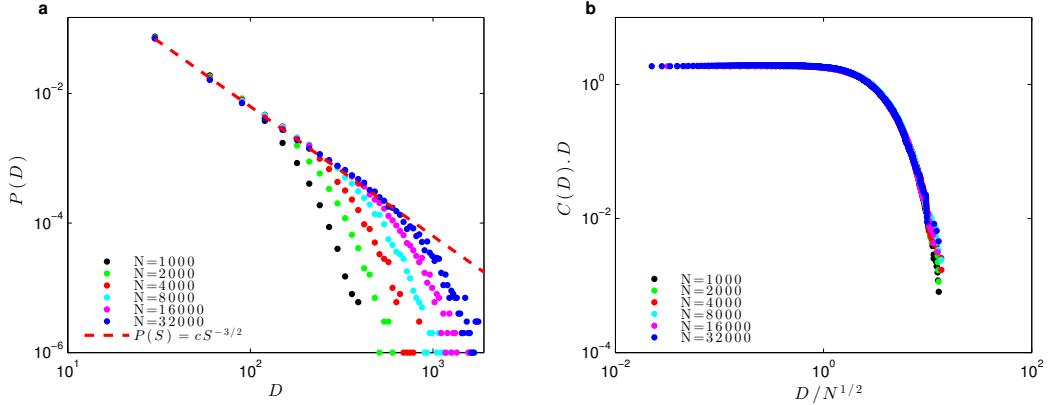 a
P(D)
10^{-2}
10^{-4}
10^{-6}
N=1000
N=2000
N=4000
N=8000
N=16000
N=32000
P(S) = cS^{-3/2}
10^1
10^2
10^3
D
b
C(D).D
10^0
10^{-2}
10^{-4}
N=1000
N=2000
N=4000
N=8000
N=16000
N=32000
10^{-2}
10^0
10^2
D/N^{1/2}